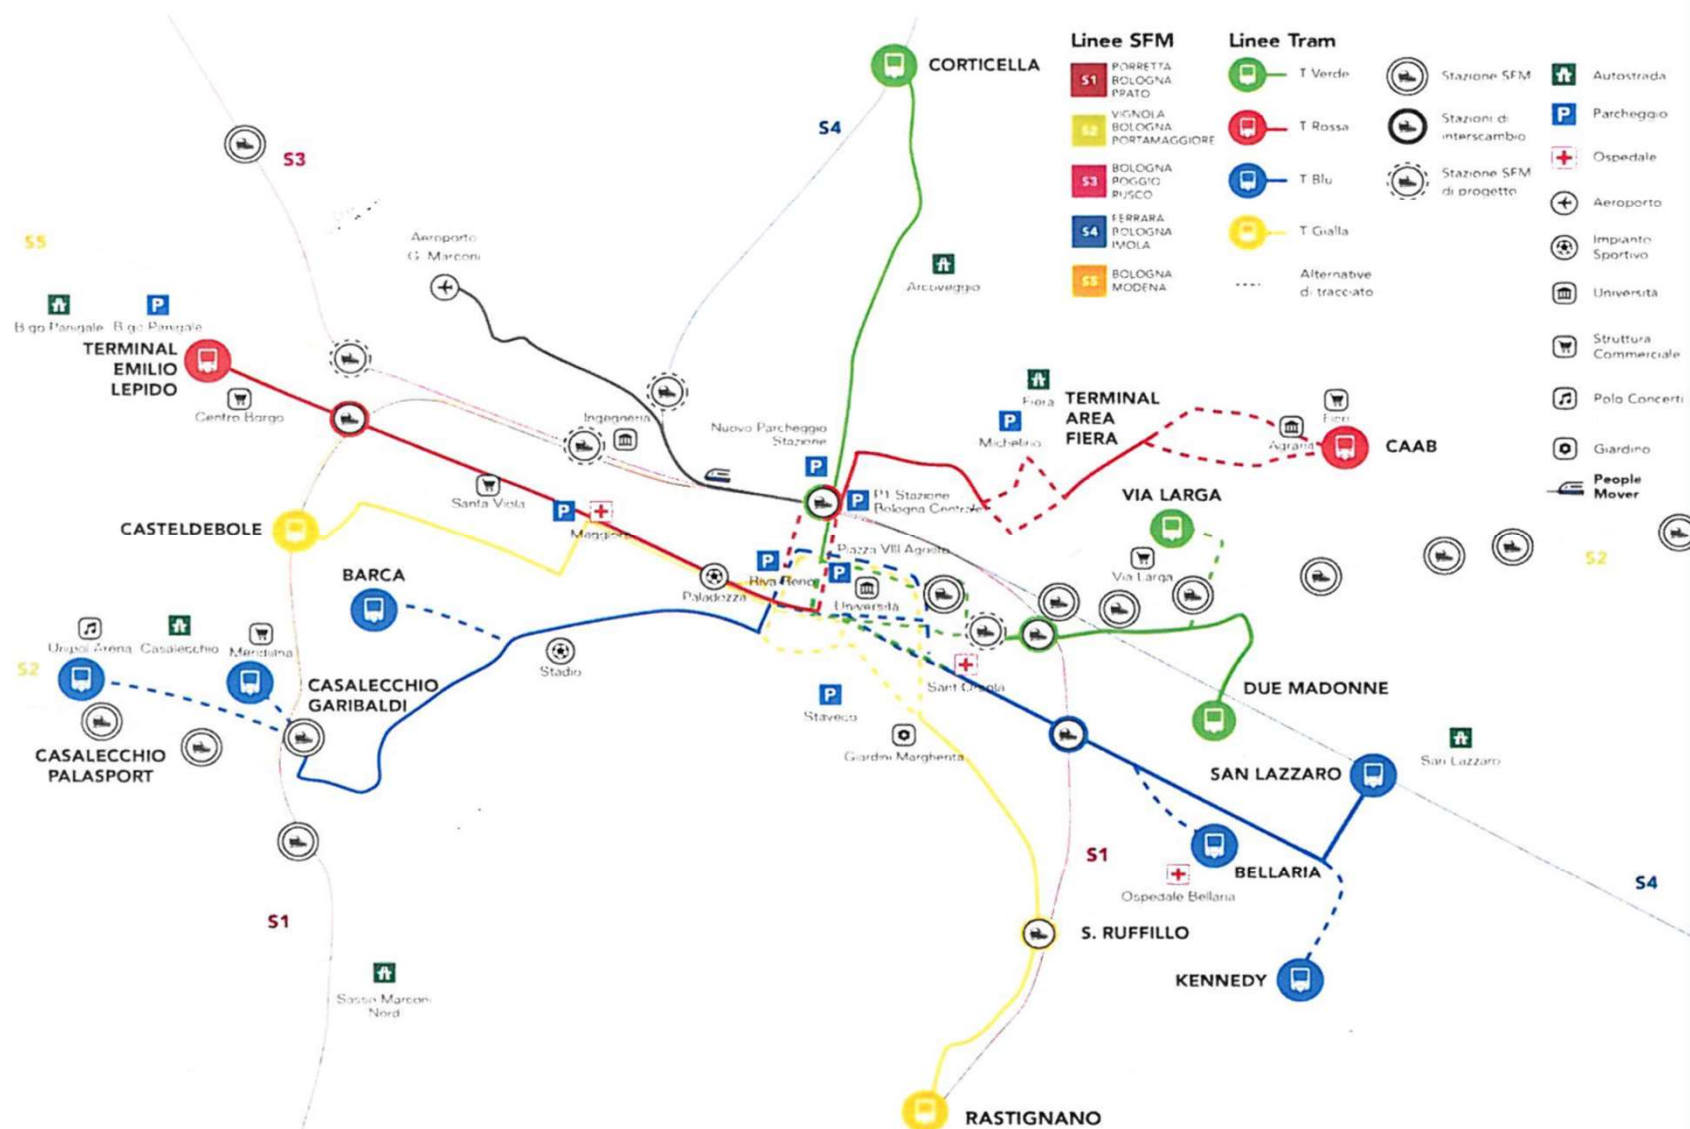 CORTICELLA
S4
S3
S5
Aeroporto
G. Marconi
Arcoveggio
B.go Panigale
B.go Panigale
TERMINAL
EMILIO
LEPIDO
Centro Borgo
Ingegneria
Nuovo Parcheggio
Stazione
Fiera
Michelino
TERMINAL
AREA
FIERA
Agraria
CAAB
Santa Viola
P1 Stazione
Bologna Centrale
VIA LARGA
CASTELDEBOLE
Maggiore
Piazza VIII Agosto
S2
Via Larga
BARCA
Riva Reno
Paladozza
Università
Unipol Arena
Casalecchio
Meridiana
S2
Stadio
CASALECCHIO
GARIBALDI
Sant'Orsola
DUE MADONNE
Staveco
CASALECCHIO
PALASPORT
Giardini Margherita
SAN LAZZARO
San Lazzaro
S1
BELLARIA
Ospedale Bellaria
S4
S1
S. RUFFILLO
KENNEDY
Sasso Marconi
Nord
RASTIGNANO
Linee SFM
S1
PORRETTA
BOLOGNA
PRATO
S2
VIGNOLA
BOLOGNA
PORTAMAGGIORE
S3
BOLOGNA
POGGIO
RUSCO
S4
FERRARA
BOLOGNA
IMOLA
S5
BOLOGNA
MODENA
Linee Tram
T Verde
T Rossa
T Blu
T Gialla
Alternative
di tracciato
Stazione SFM
Stazioni di
interscambio
Stazione SFM
di progetto
Autostrada
Parcheggio
Ospedale
Aeroporto
Impianto
Sportivo
Università
Struttura
Commerciale
Polo Concerti
Giardino
People
Mover